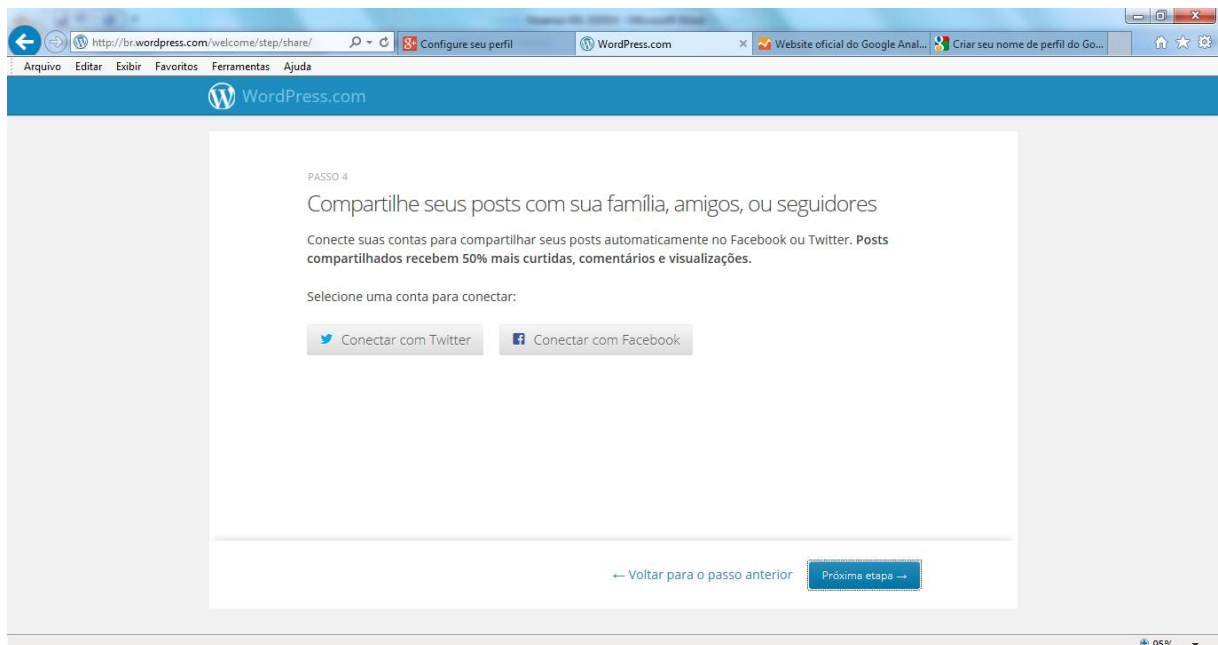 http://br.wordpress.com/welcome/step/share/
Configure seu perfil
WordPress.com
Website oficial do Google Anal...
Criar seu nome de perfil do Go...
Arquivo Editar Exibir Favoritos Ferramentas Ajuda
WordPress.com
PASSO 4
Compartilhe seus posts com sua família, amigos, ou seguidores
Conecte suas contas para compartilhar seus posts automaticamente no Facebook ou Twitter. Posts
compartilhados recebem 50% mais curtidas, comentários e visualizações.
Selecione uma conta para conectar:
Conectar com Twitter
Conectar com Facebook
← Voltar para o passo anterior
Próxima etapa →
95%